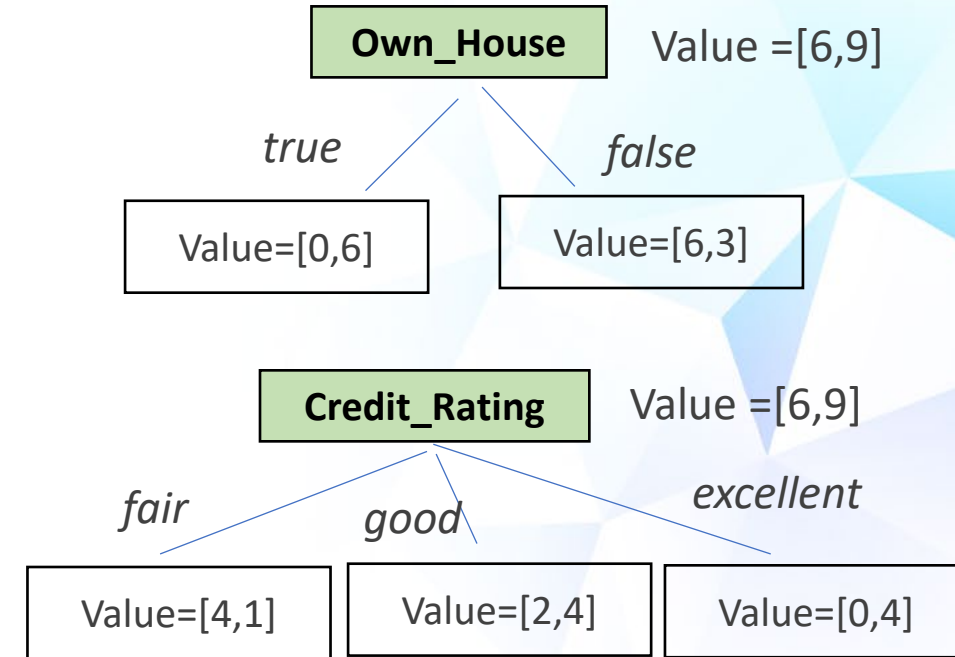 Own_House
Value =[6,9]
true
false
Value=[0,6]
Value=[6,3]
Credit_Rating
Value =[6,9]
fair
good
excellent
Value=[4,1]
Value=[2,4]
Value=[0,4]